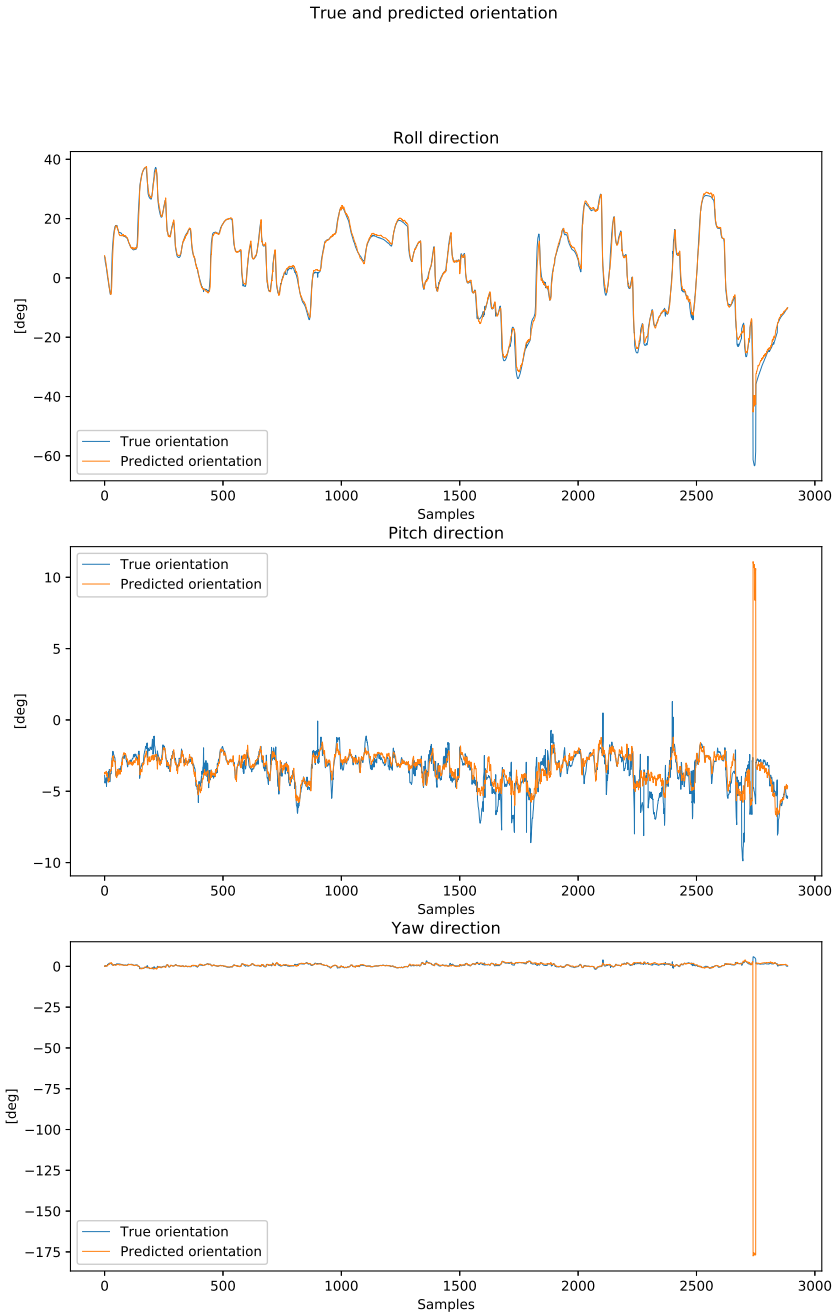 True and predicted orientation
Roll direction
40
20
0
−20
−40
−60
[deg]
True orientation
Predicted orientation
0 500 1000 1500 2000 2500 3000
Samples
Pitch direction
10
5
0
−5
−10
[deg]
True orientation
Predicted orientation
0 500 1000 1500 2000 2500 3000
Samples
Yaw direction
0
−25
−50
−75
−100
−125
−150
−175
[deg]
True orientation
Predicted orientation
0 500 1000 1500 2000 2500 3000
Samples